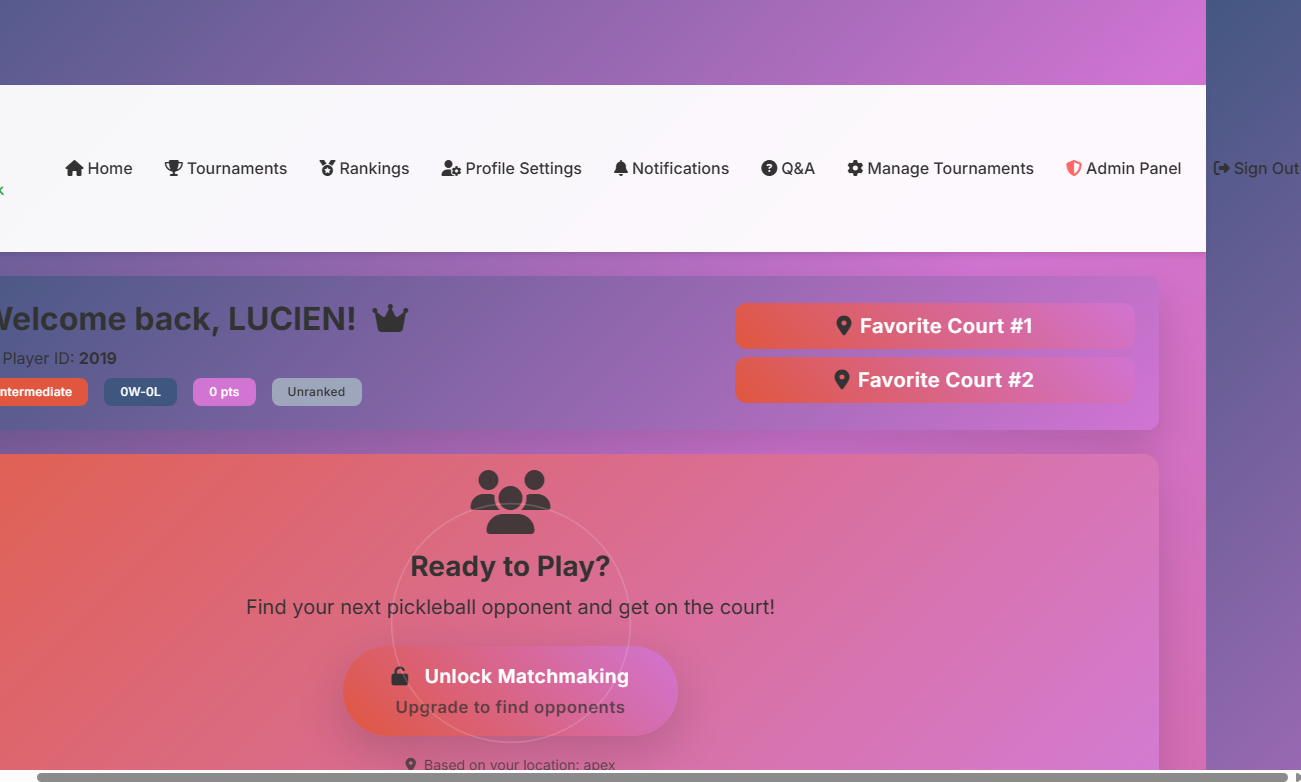 Home Tournaments Rankings Profile Settings Notifications Q&A Manage Tournaments Admin Panel Sign Out
k
Welcome back, LUCIEN!
Player ID: 2019
ntermediate 0W-0L 0 pts Unranked
Favorite Court #1
Favorite Court #2
Ready to Play?
Find your next pickleball opponent and get on the court!
Unlock Matchmaking
Upgrade to find opponents
Based on your location: apex